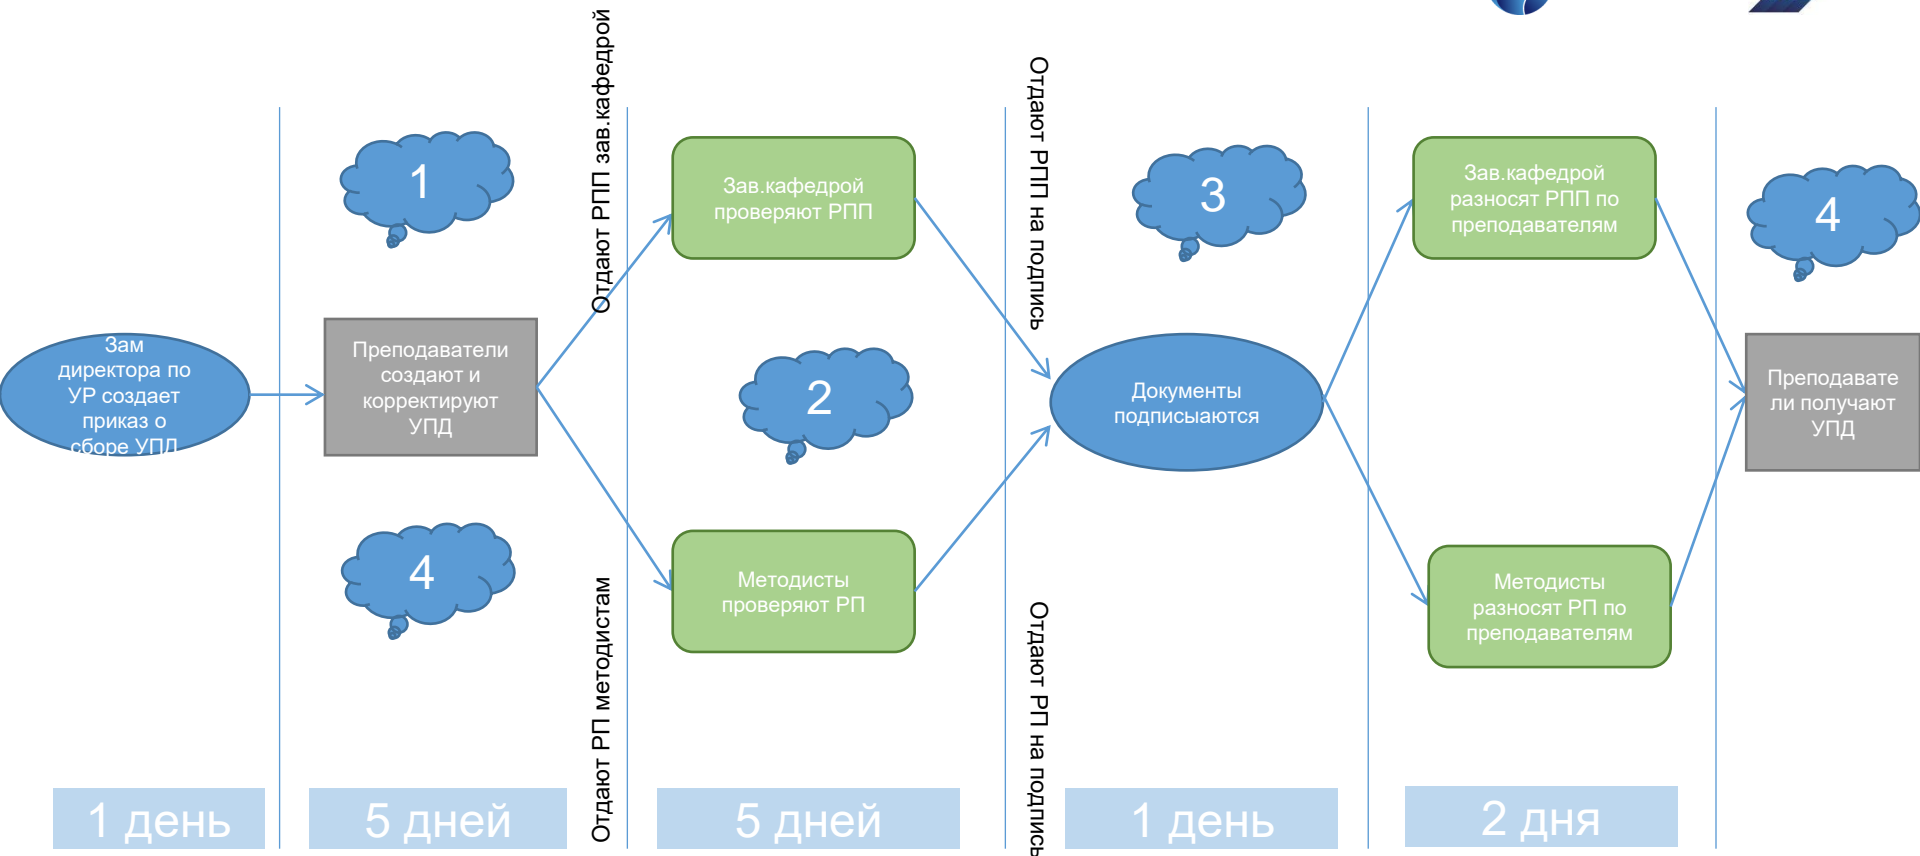 Отдают РПП зав.кафедрой
Отдают РПП на подпись
1
Зав.кафедрой
проверяют РПП
3
Зав.кафедрой
разносят РПП по
преподавателям
4
Зам
директора по
УР создает
приказ о
сборе УПД
Преподаватели
создают и
корректируют
УПД
2
Документы
подписыаются
Преподавате
ли получают
УПД
4
Методисты
проверяют РП
Методисты
разносят РП по
преподавателям
Отдают РП методистам
Отдают РП на подпись
1 день
5 дней
5 дней
1 день
2 дня